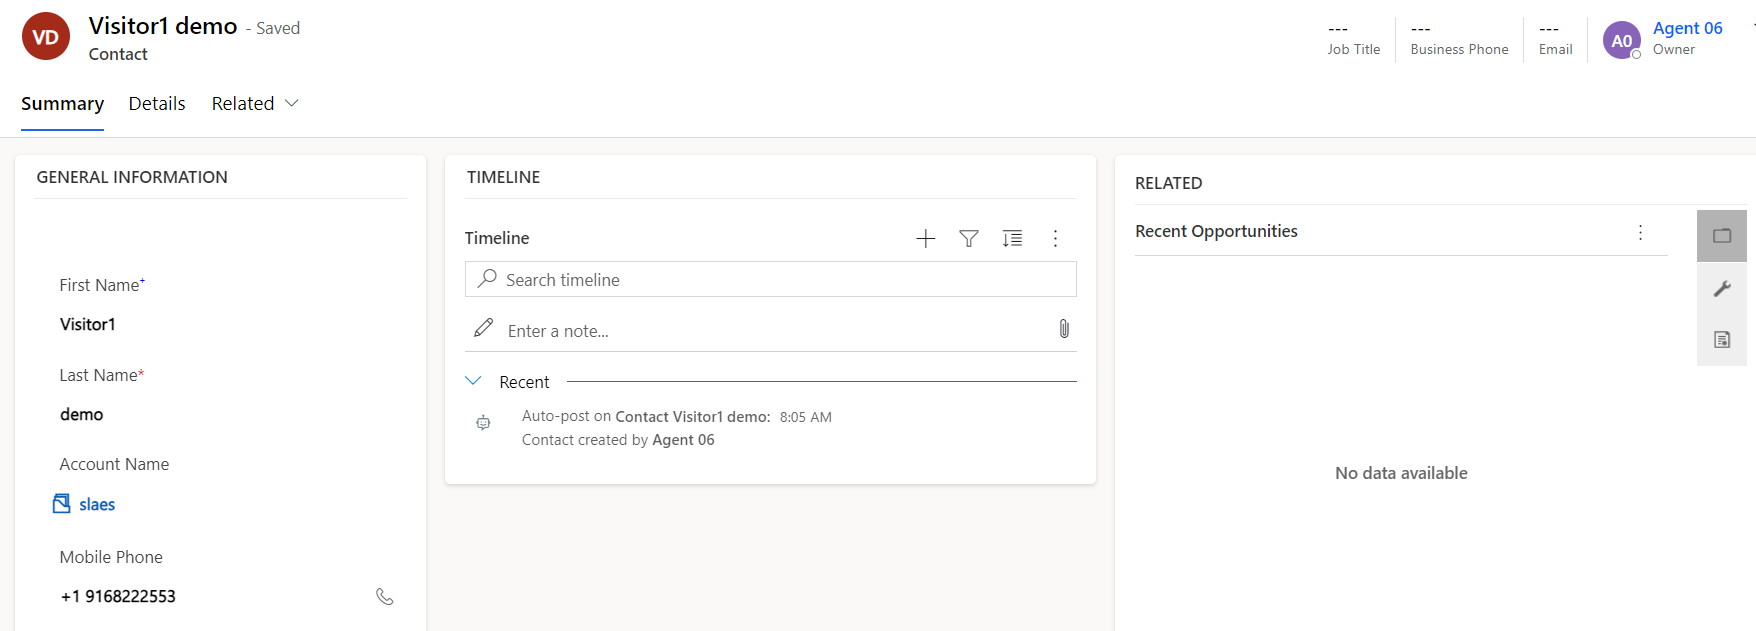 VD
Visitor1 demo - Saved
Contact
---
Job Title
---
Business Phone
---
Email
A0
Agent 06
Owner
Summary
Details
Related
GENERAL INFORMATION
First Name+
Visitor1
Last Name*
demo
Account Name
slaes
Mobile Phone
+1 9168222553
TIMELINE
Timeline
Search timeline
Enter a note...
Recent
Auto-post on Contact Visitor1 demo: 8:05 AM
Contact created by Agent 06
RELATED
Recent Opportunities
No data available